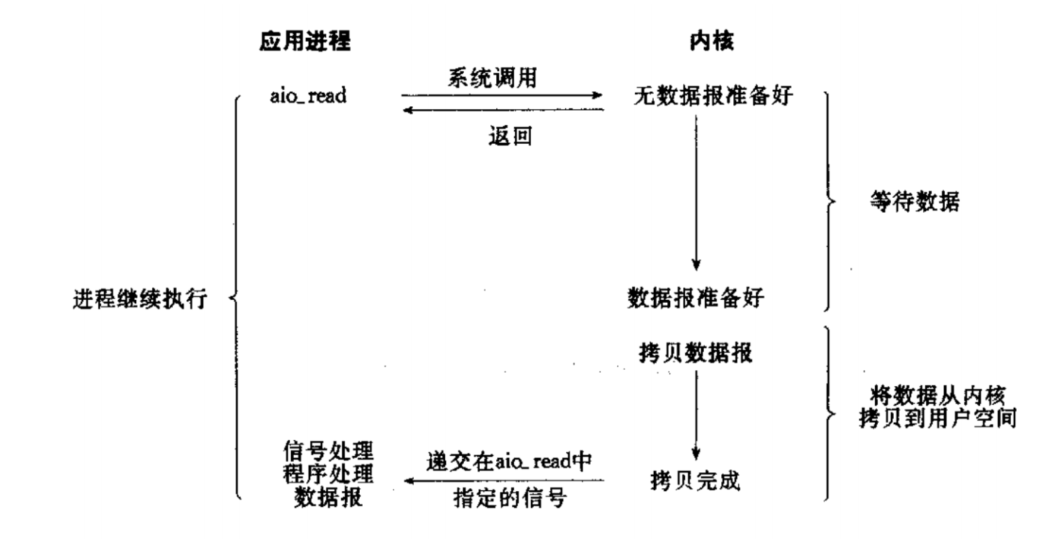 应用进程
内核
aio_read
系统调用
无数据报准备好
返回
等待数据
进程继续执行
数据报准备好
拷贝数据报
将数据从内核
拷贝到用户空间
信号处理
程序处理
数据报
递交在aio_read中
指定的信号
拷贝完成